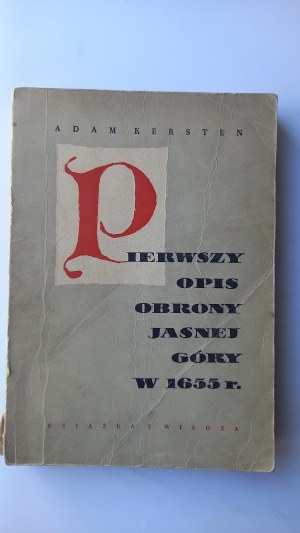 ADAM KERSTEN
PIERWSZY
OPIS
OBRONY
JASNEJ
GÓRY
W 1655 r.
KSIĄŻKA I WIEDZA